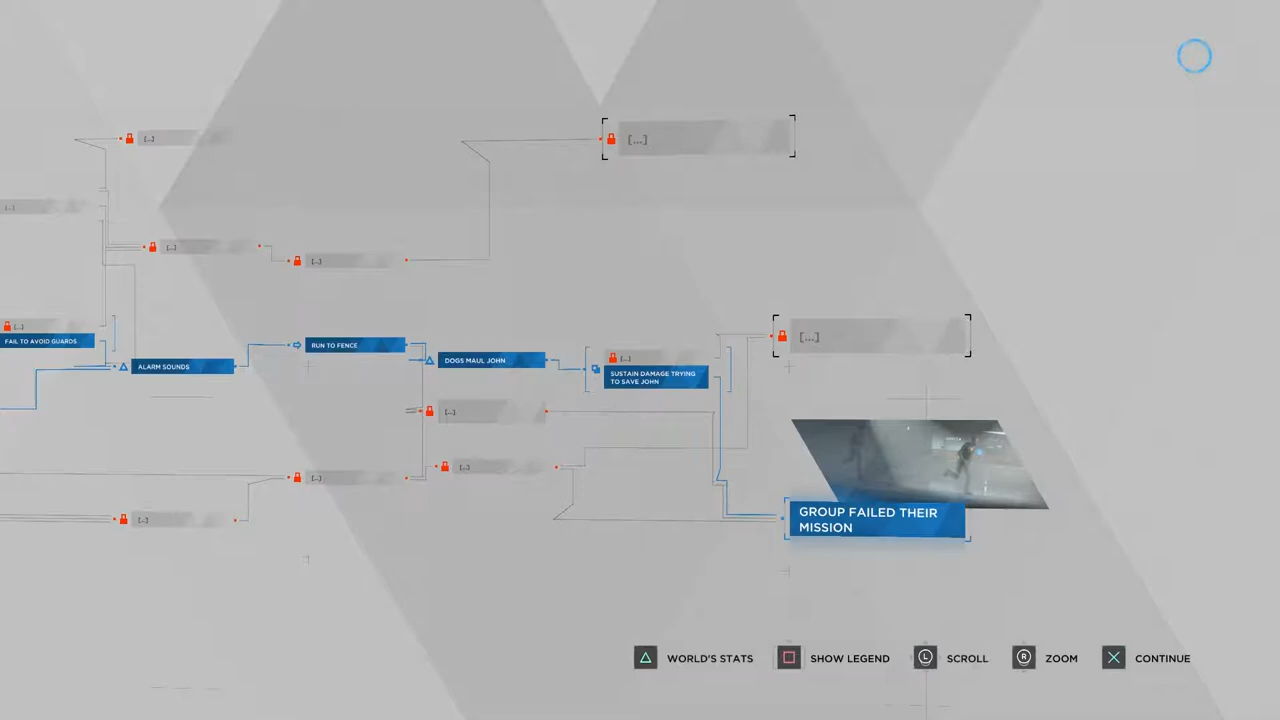 [...]
[...]
[...]
[...]
[...]
[...]
FAIL TO AVOID GUARDS
ALARM SOUNDS
RUN TO FENCE
DOGS MAUL JOHN
[...]
SUSTAIN DAMAGE TRYING
TO SAVE JOHN
[...]
[...]
[...]
[...]
[...]
GROUP FAILED THEIR
MISSION
WORLD'S STATS
SHOW LEGEND
L
SCROLL
R
ZOOM
CONTINUE